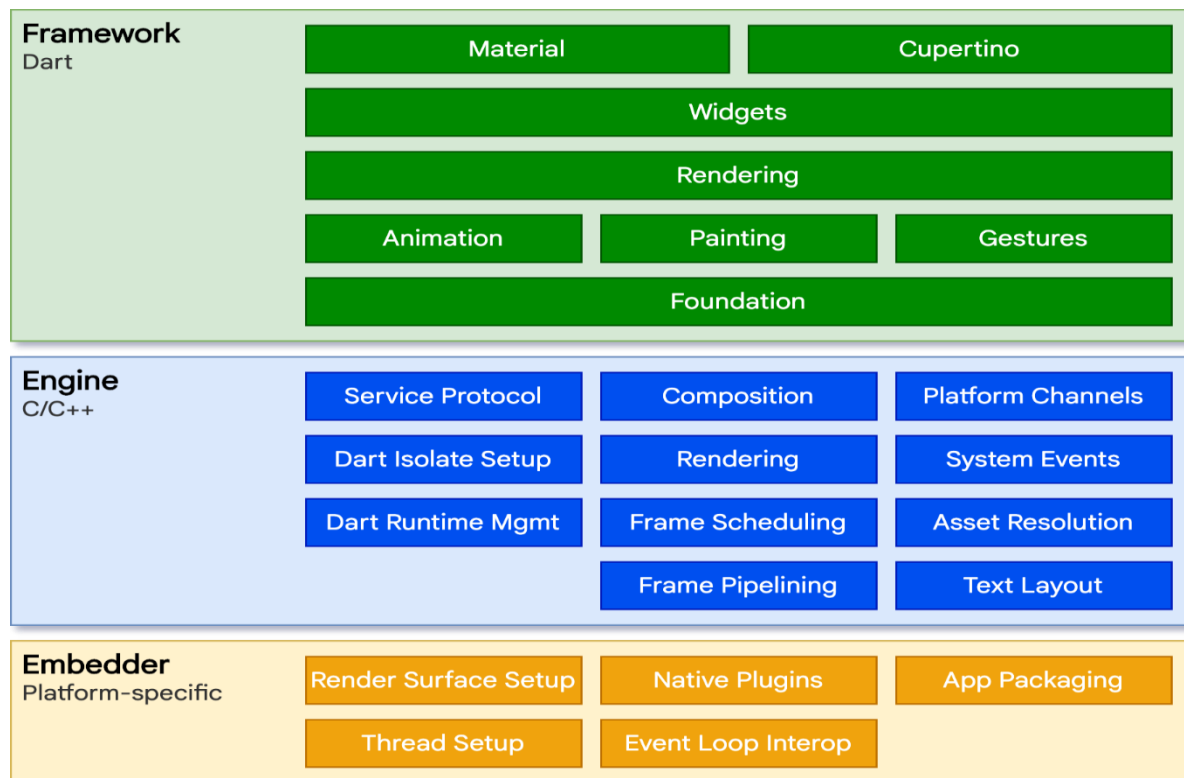 Framework
Dart
Material
Cupertino
Widgets
Rendering
Animation
Painting
Gestures
Foundation
Engine
C/C++
Service Protocol
Composition
Platform Channels
Dart Isolate Setup
Rendering
System Events
Dart Runtime Mgmt
Frame Scheduling
Asset Resolution
Frame Pipelining
Text Layout
Embedder
Platform-specific
Render Surface Setup
Native Plugins
App Packaging
Thread Setup
Event Loop Interop